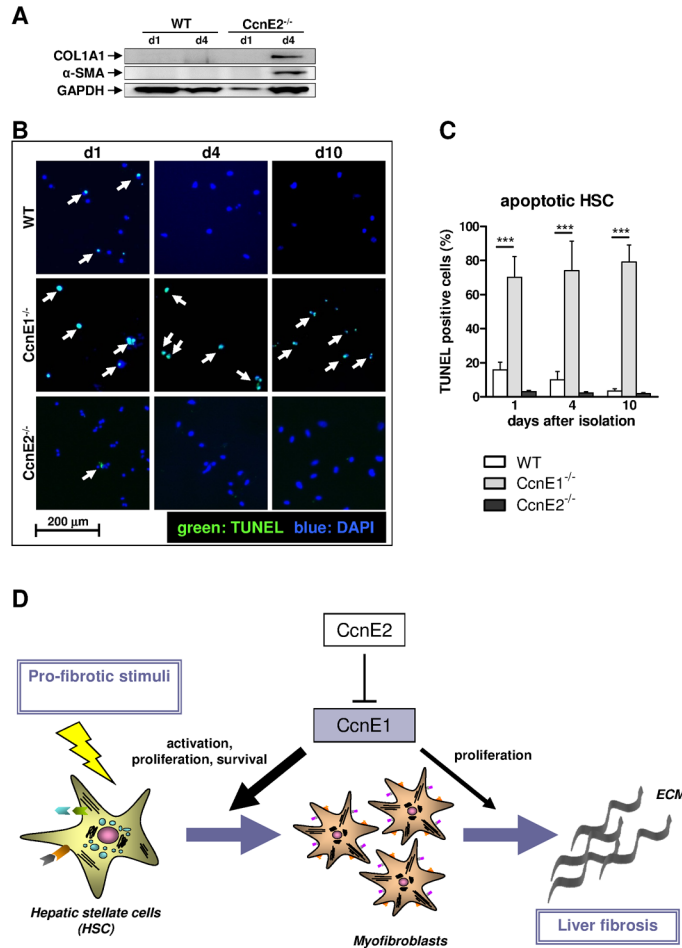 A
WT
CcnE2-/-
d1
d4
d1
d4
COL1A1
α-SMA
GAPDH
B
d1
d4
d10
WT
CcnE1-/-
CcnE2-/-
200 µm
green: TUNEL blue: DAPI
C
apoptotic HSC
TUNEL positive cells (%)
100
80
60
40
20
0
***
***
***
1
4
10
days after isolation
WT
CcnE1-/-
CcnE2-/-
D
CcnE2
Pro-fibrotic stimuli
CcnE1
activation,
proliferation, survival
proliferation
ECM
Hepatic stellate cells
(HSC)
Myofibroblasts
Liver fibrosis